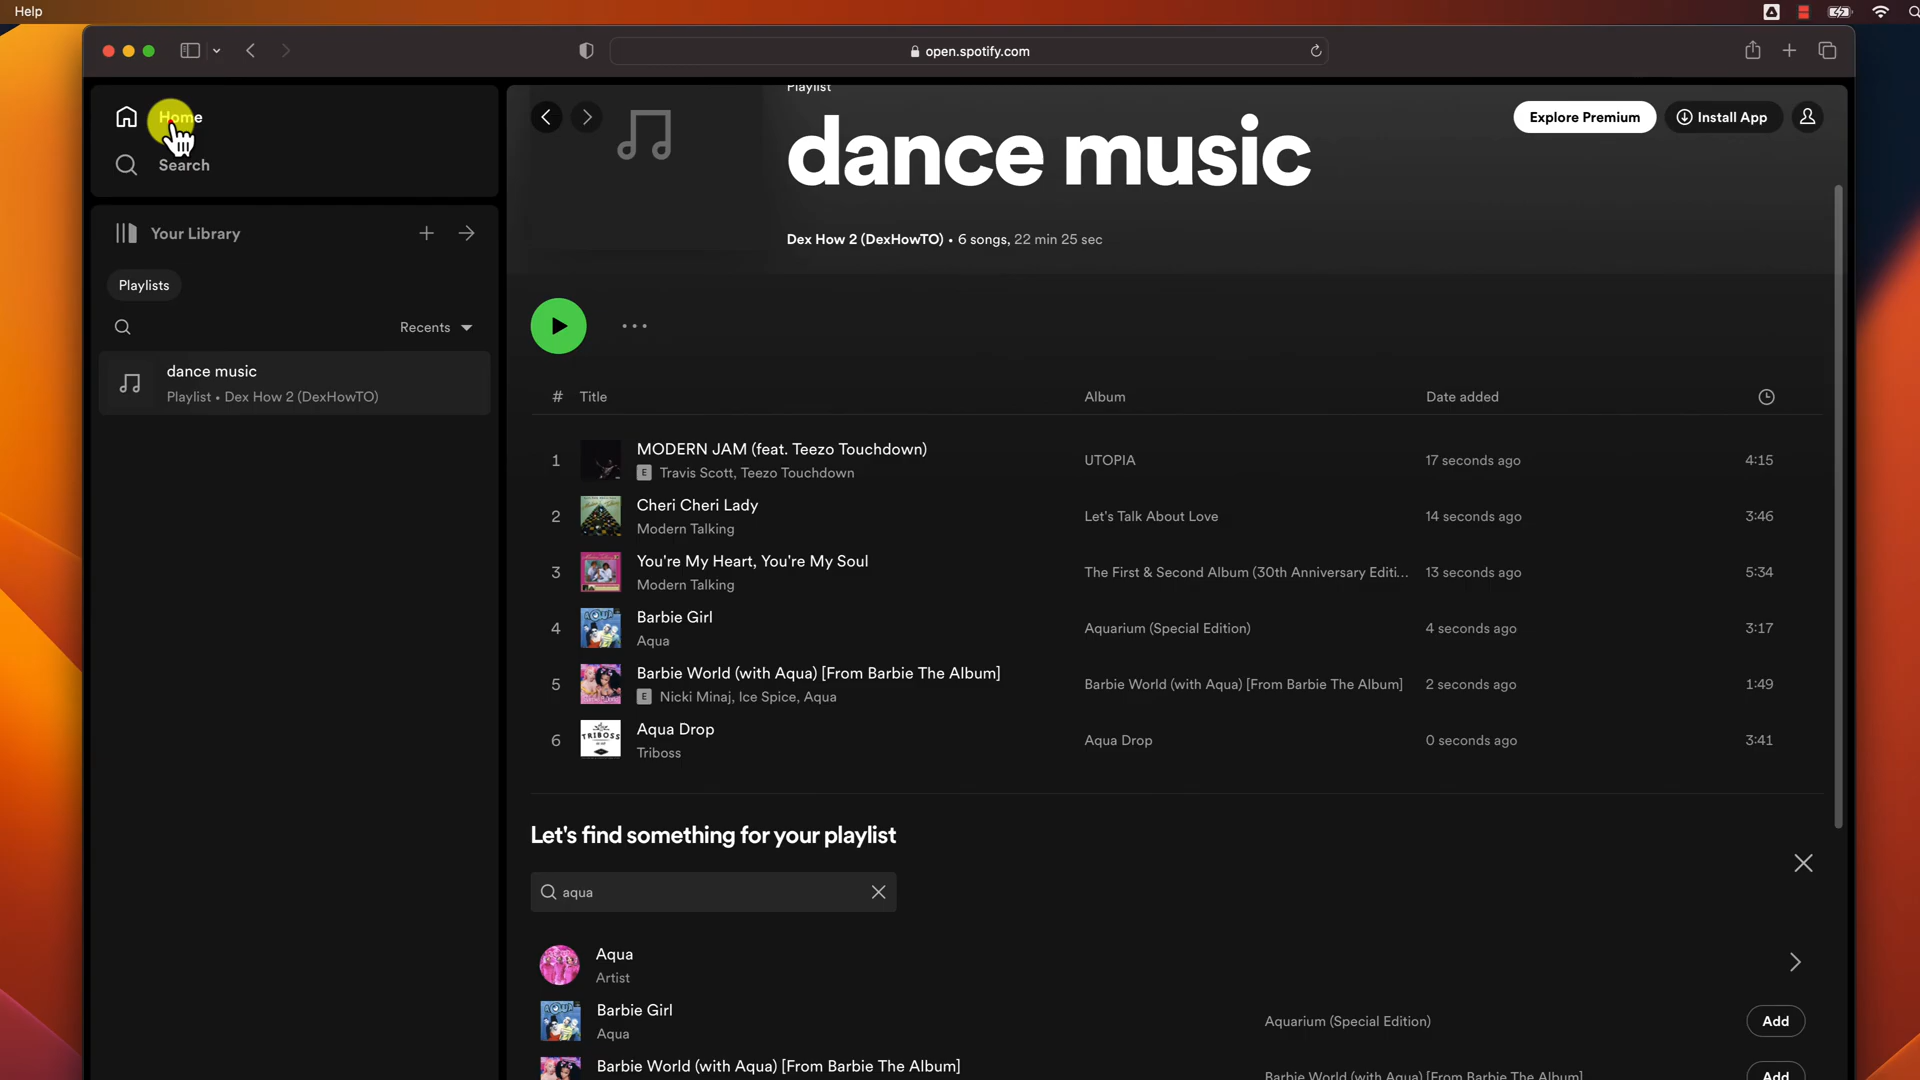 Help
open.spotify.com
Home
Search
Your Library
Playlists
Recents
dance music
Playlist • Dex How 2 (DexHowTO)
Playlist
dance music
Dex How 2 (DexHowTO) • 6 songs, 22 min 25 sec
Explore Premium
Install App
# Title Album Date added
1 MODERN JAM (feat. Teezo Touchdown) UTOPIA 17 seconds ago 4:15
E Travis Scott, Teezo Touchdown
2 Cheri Cheri Lady Let's Talk About Love 14 seconds ago 3:46
Modern Talking
3 You're My Heart, You're My Soul The First & Second Album (30th Anniversary Editi... 13 seconds ago 5:34
Modern Talking
4 Barbie Girl Aquarium (Special Edition) 4 seconds ago 3:17
Aqua
5 Barbie World (with Aqua) [From Barbie The Album] Barbie World (with Aqua) [From Barbie The Album] 2 seconds ago 1:49
E Nicki Minaj, Ice Spice, Aqua
6 Aqua Drop Aqua Drop 0 seconds ago 3:41
TRIBOSS
Triboss
Let's find something for your playlist
aqua
Aqua
Artist
Barbie Girl Aquarium (Special Edition) Add
Aqua
Barbie World (with Aqua) [From Barbie The Album] Barbie World (with Aqua) [From Barbie The Album] Add